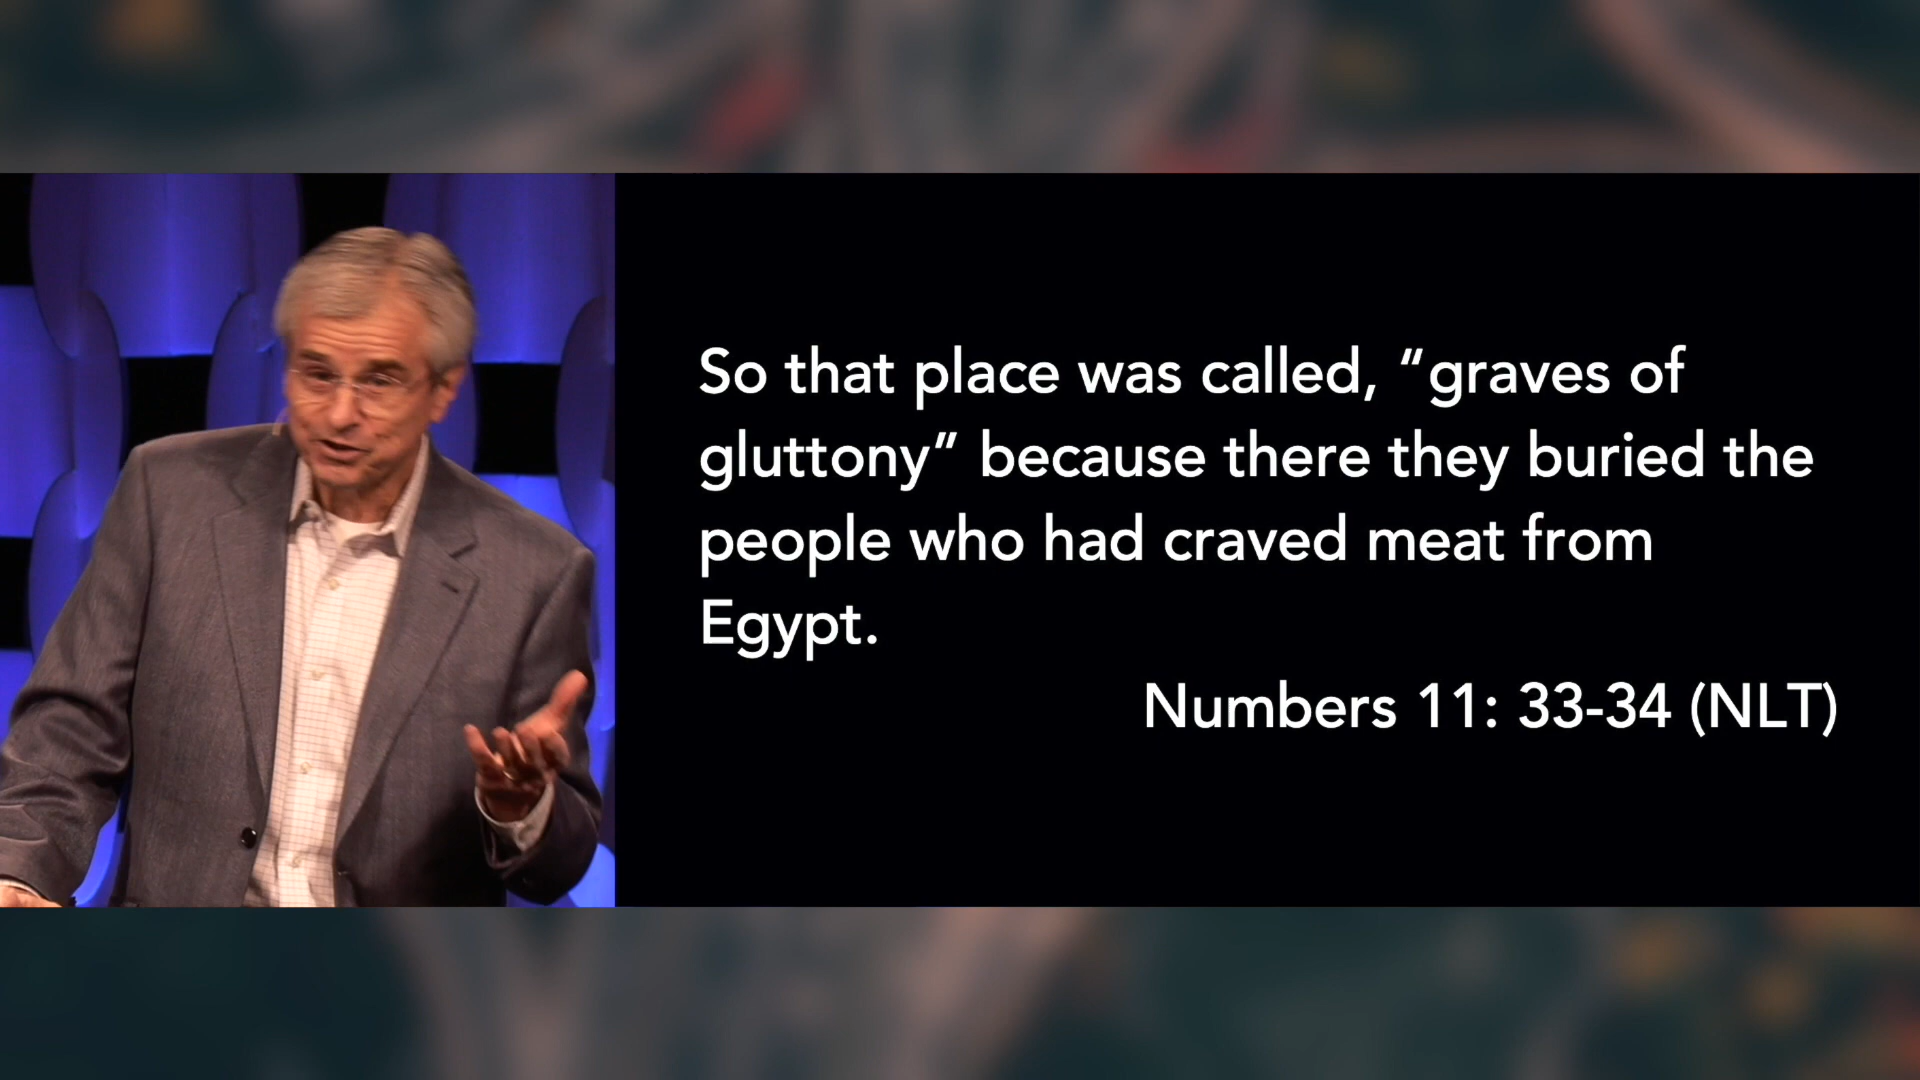 So that place was called, “graves of
gluttony” because there they buried the
people who had craved meat from
Egypt.
Numbers 11: 33-34 (NLT)